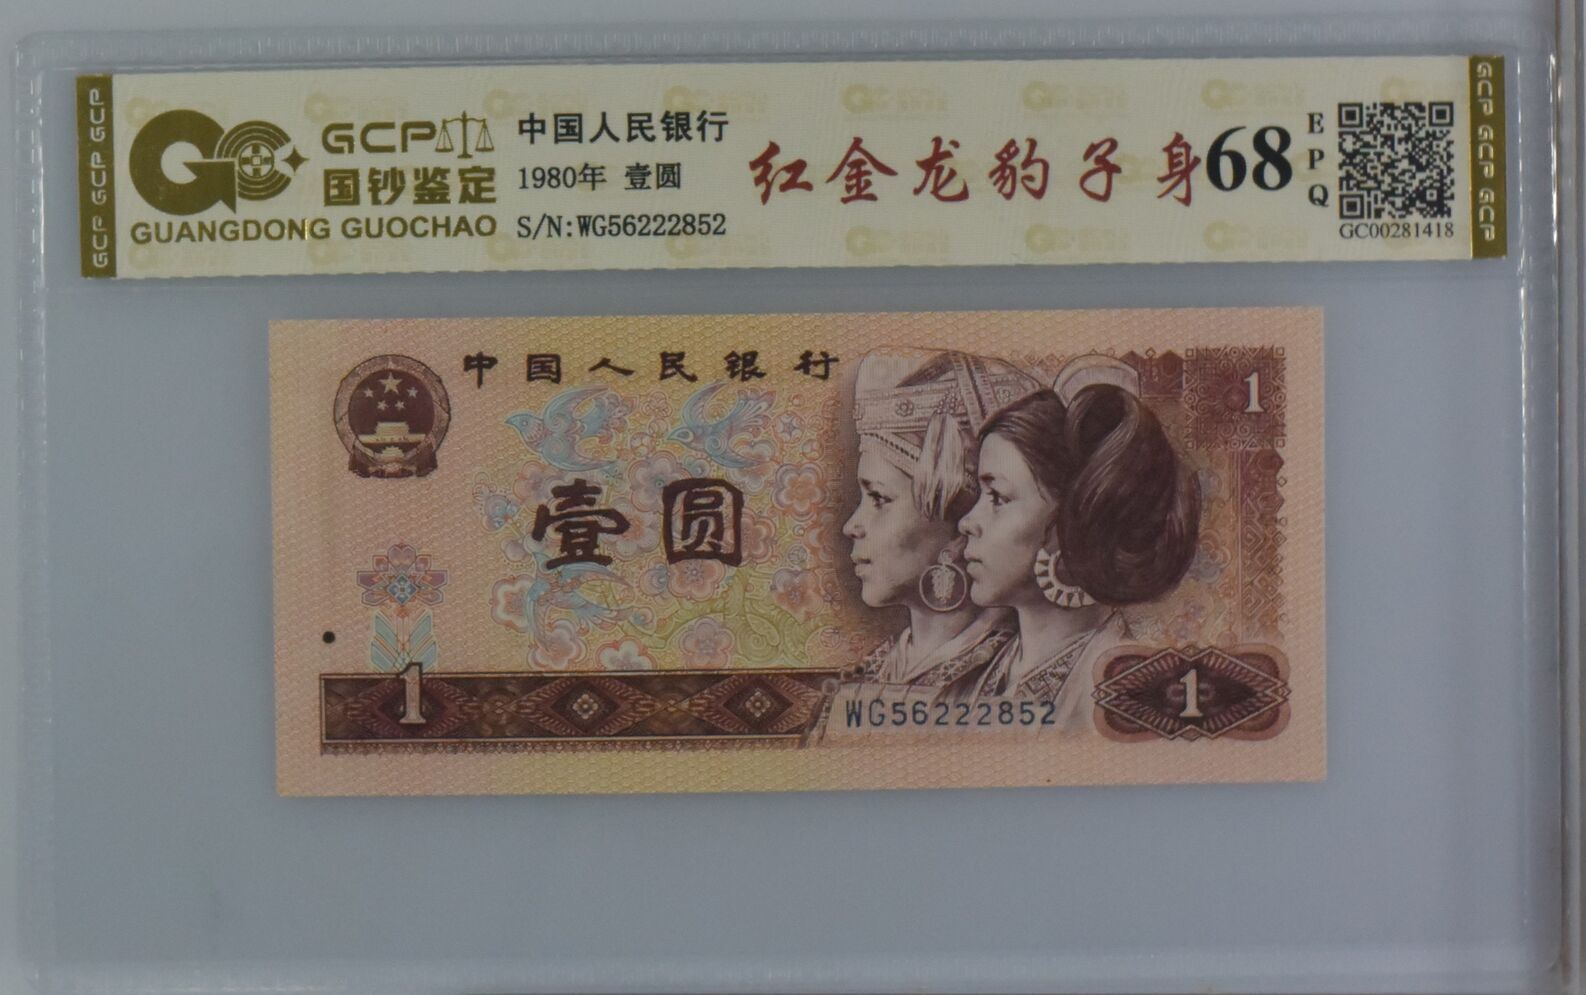 GCP
国钞鉴定
GUANGDONG GUOCHAO
中国人民银行
1980年 壹圆
S/N:WG56222852
红金龙豹子身
68
EPQ
GC00281418
GCP GCP GCP
GCP GCP GCP
中国人民银行
1
壹圆
1
WG56222852
1